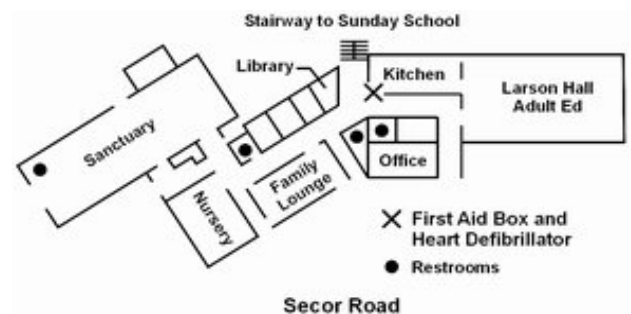 Stairway to Sunday School
Library
Kitchen
Larson Hall
Adult Ed
Sanctuary
Office
Family
Lounge
Nursery
First Aid Box and
Heart Defibrillator
Restrooms
Secor Road